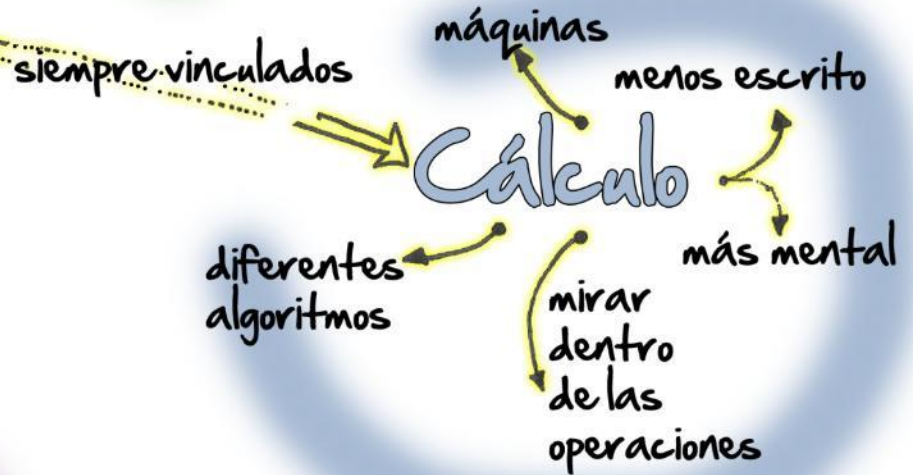 máquinas
siempre vinculados
menos escrito
Cálculo
más mental
diferentes
algoritmos
mirar
dentro
de las
operaciones